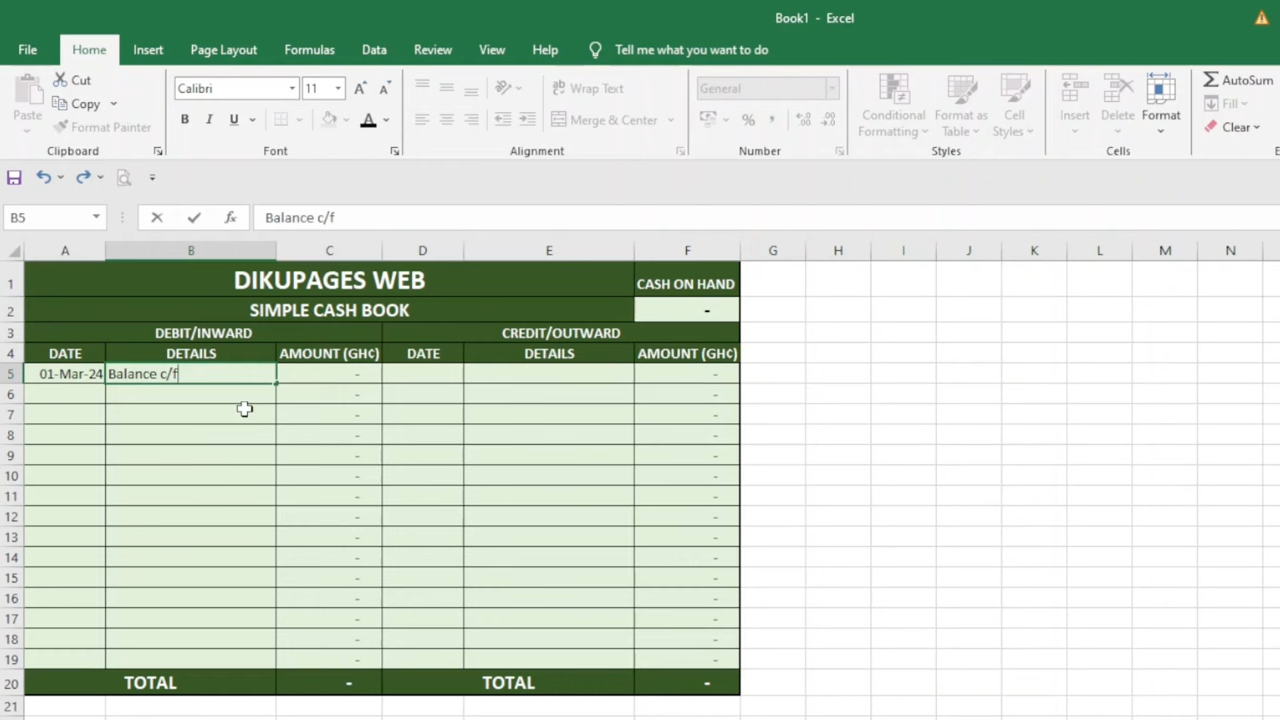 Book1 - Excel
File Home Insert Page Layout Formulas Data Review View Help Tell me what you want to do
Cut
Copy
Format Painter
Paste
Clipboard
Calibri 11 A A
B I U A
Font
Wrap Text
Merge & Center
Alignment
General
% ,
Number
Conditional Formatting
Format as Table
Cell Styles
Styles
Insert Delete Format
Cells
AutoSum
Fill
Clear
B5 fx Balance c/f
A B C D E F G H I J K L M N
1 DIKUPAGES WEB CASH ON HAND
2 SIMPLE CASH BOOK -
3 DEBIT/INWARD CREDIT/OUTWARD
4 DATE DETAILS AMOUNT (GH¢) DATE DETAILS AMOUNT (GH¢)
5 01-Mar-24 Balance c/f - -
6 - -
7 - -
8 - -
9 - -
10 - -
11 - -
12 - -
13 - -
14 - -
15 - -
16 - -
17 - -
18 - -
19 - -
20 TOTAL - TOTAL -
21